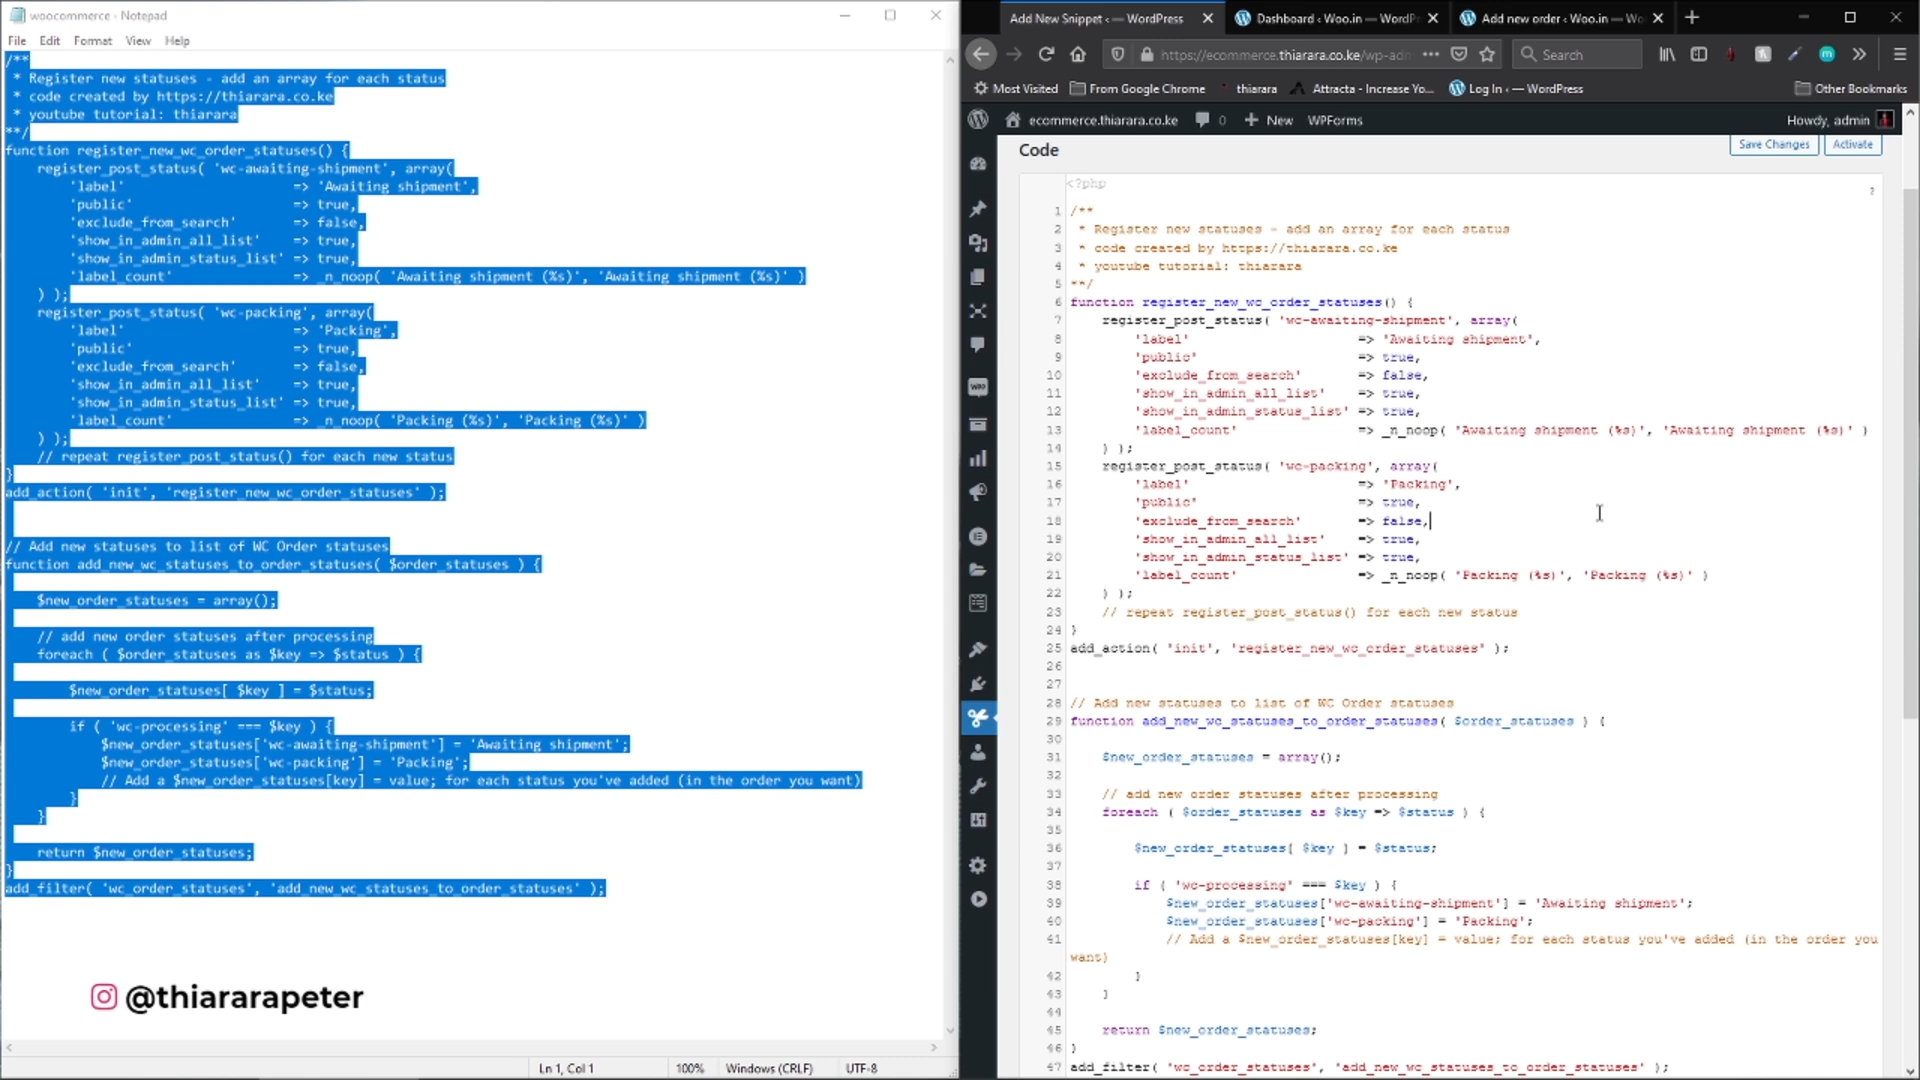 woocommerce - Notepad
File Edit Format View Help
/**
 * Register new statuses - add an array for each status
 * code created by https://thiarara.co.ke
 * youtube tutorial: thiarara
**/
function register_new_wc_order_statuses() {
    register_post_status( 'wc-awaiting-shipment', array(
        'label'                     => 'Awaiting shipment',
        'public'                    => true,
        'exclude_from_search'       => false,
        'show_in_admin_all_list'    => true,
        'show_in_admin_status_list' => true,
        'label_count'               => _n_noop( 'Awaiting shipment (%s)', 'Awaiting shipment (%s)' )
    ) );
    register_post_status( 'wc-packing', array(
        'label'                     => 'Packing',
        'public'                    => true,
        'exclude_from_search'       => false,
        'show_in_admin_all_list'    => true,
        'show_in_admin_status_list' => true,
        'label_count'               => _n_noop( 'Packing (%s)', 'Packing (%s)' )
    ) );
    // repeat register_post_status() for each new status
}
add_action( 'init', 'register_new_wc_order_statuses' );
// Add new statuses to list of WC Order statuses
function add_new_wc_statuses_to_order_statuses( $order_statuses ) {
    $new_order_statuses = array();
    // add new order statuses after processing
    foreach ( $order_statuses as $key => $status ) {
        $new_order_statuses[ $key ] = $status;
        if ( 'wc-processing' === $key ) {
            $new_order_statuses['wc-awaiting-shipment'] = 'Awaiting shipment';
            $new_order_statuses['wc-packing'] = 'Packing';
            // Add a $new_order_statuses[key] = value; for each status you've added (in the order you want)
        }
    }
    return $new_order_statuses;
}
add_filter( 'wc_order_statuses', 'add_new_wc_statuses_to_order_statuses' );
@thiararapeter
Ln 1, Col 1 100% Windows (CRLF) UTF-8
Add New Snippet ‹ — WordPress Dashboard ‹ Woo.in — WordPr Add new order ‹ Woo.in — Wo
https://ecommerce.thiarara.co.ke/wp-adm Search
Most Visited From Google Chrome thiarara Attracta - Increase Yo... Log In ‹ — WordPress Other Bookmarks
ecommerce.thiarara.co.ke 0 New WPForms Howdy, admin
Code Save Changes Activate
<?php ?
1 /**
2  * Register new statuses - add an array for each status
3  * code created by https://thiarara.co.ke
4  * youtube tutorial: thiarara
5 **/
6 function register_new_wc_order_statuses() {
7     register_post_status( 'wc-awaiting-shipment', array(
8         'label'                     => 'Awaiting shipment',
9         'public'                    => true,
10         'exclude_from_search'       => false,
11         'show_in_admin_all_list'    => true,
12         'show_in_admin_status_list' => true,
13         'label_count'               => _n_noop( 'Awaiting shipment (%s)', 'Awaiting shipment (%s)' )
14     ) );
15     register_post_status( 'wc-packing', array(
16         'label'                     => 'Packing',
17         'public'                    => true,
18         'exclude_from_search'       => false,
19         'show_in_admin_all_list'    => true,
20         'show_in_admin_status_list' => true,
21         'label_count'               => _n_noop( 'Packing (%s)', 'Packing (%s)' )
22     ) );
23     // repeat register_post_status() for each new status
24 }
25 add_action( 'init', 'register_new_wc_order_statuses' );
26
27
28 // Add new statuses to list of WC Order statuses
29 function add_new_wc_statuses_to_order_statuses( $order_statuses ) {
30
31     $new_order_statuses = array();
32
33     // add new order statuses after processing
34     foreach ( $order_statuses as $key => $status ) {
35
36         $new_order_statuses[ $key ] = $status;
37
38         if ( 'wc-processing' === $key ) {
39             $new_order_statuses['wc-awaiting-shipment'] = 'Awaiting shipment';
40             $new_order_statuses['wc-packing'] = 'Packing';
41             // Add a $new_order_statuses[key] = value; for each status you've added (in the order you
want)
42         }
43     }
44
45     return $new_order_statuses;
46 }
47 add_filter( 'wc_order_statuses', 'add_new_wc_statuses_to_order_statuses' );